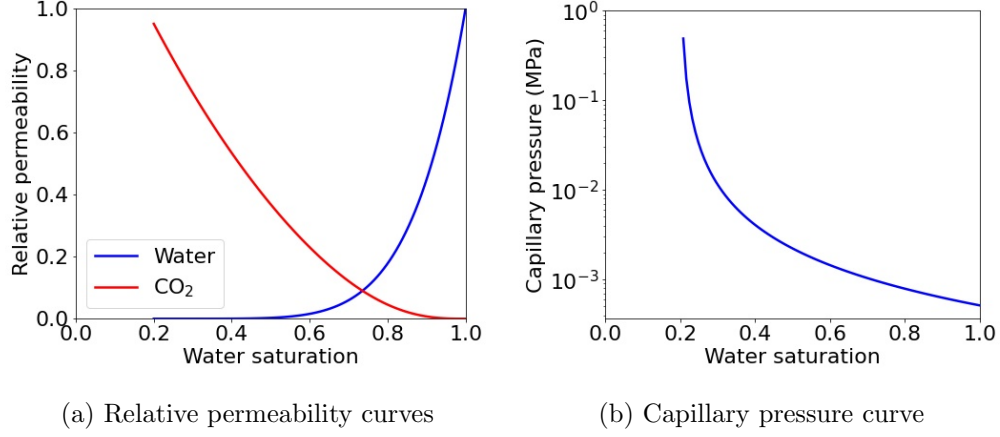 1.0
0.8
0.6
0.4
0.2
0.0
Relative permeability
Water
CO₂
0.0 0.2 0.4 0.6 0.8 1.0
Water saturation
(a) Relative permeability curves
10⁰
10⁻¹
10⁻²
10⁻³
Capillary pressure (MPa)
0.0 0.2 0.4 0.6 0.8 1.0
Water saturation
(b) Capillary pressure curve